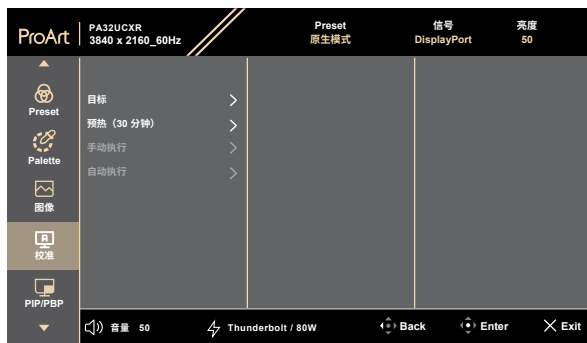 ProArt
PA32UCXR
3840 x 2160_60Hz
Preset
原生模式
信号
DisplayPort
亮度
50
Preset
Palette
图像
校准
PIP/PBP
目标
预热（30 分钟）
手动执行
自动执行
音量 50
Thunderbolt / 80W
Back
Enter
Exit